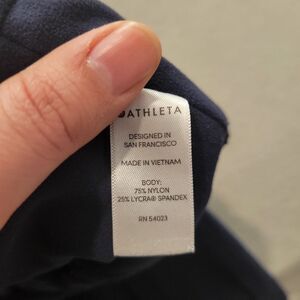 ATHLETA
DESIGNED IN
SAN FRANCISCO
MADE IN VIETNAM
BODY:
75% NYLON
25% LYCRA® SPANDEX
RN 54023